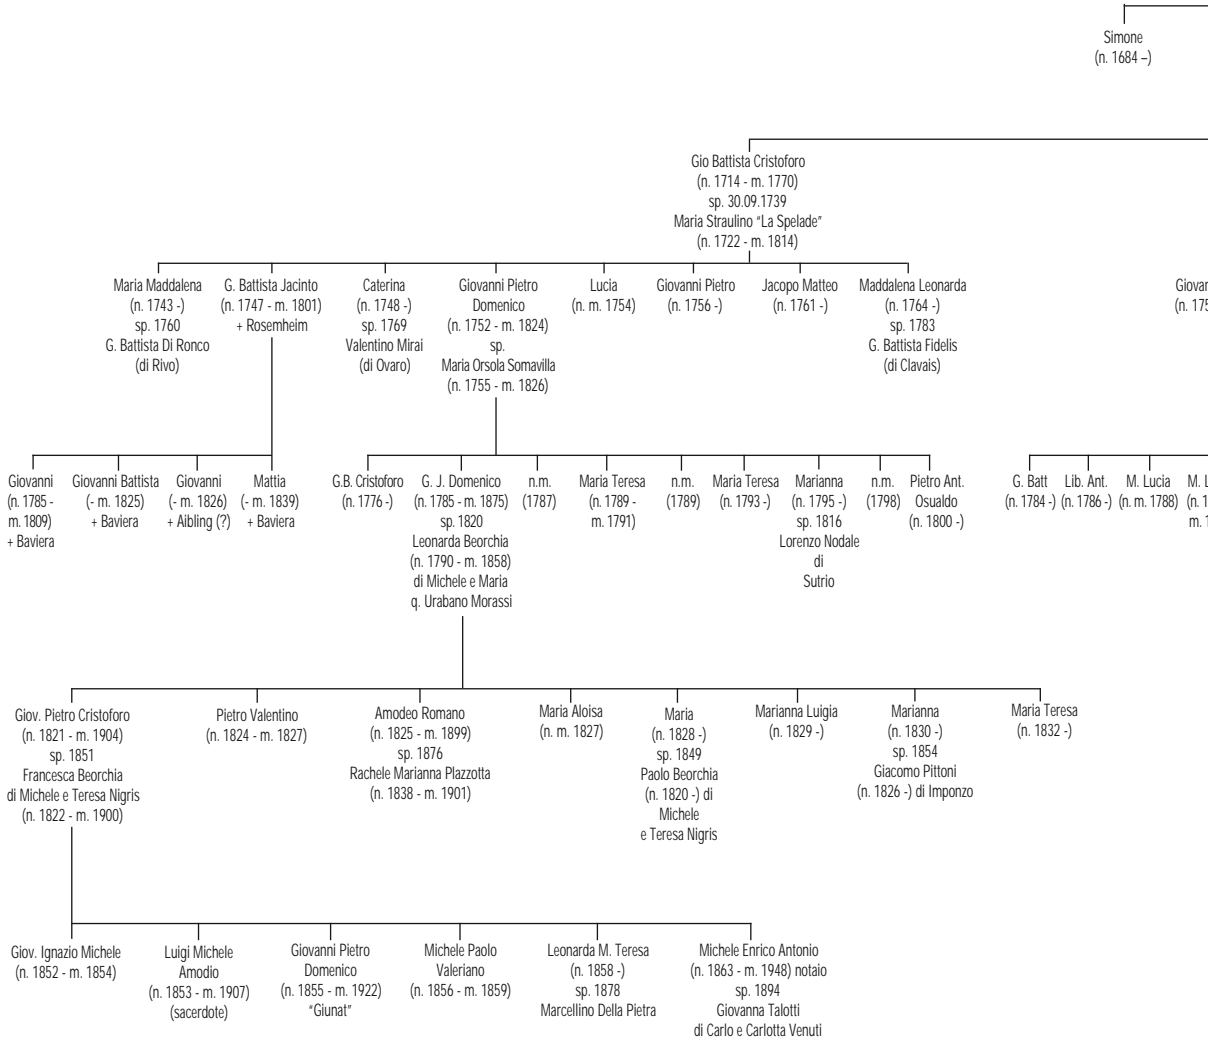 Simone
(n. 1684 –)
Gio Battista Cristoforo
(n. 1714 - m. 1770)
sp. 30.09.1739
Maria Straulino "La Spelade"
(n. 1722 - m. 1814)
Maria Maddalena
(n. 1743 -)
sp. 1760
G. Battista Di Ronco
(di Rivo)
G. Battista Jacinto
(n. 1747 - m. 1801)
+ Rosemheim
Caterina
(n. 1748 -)
sp. 1769
Valentino Mirai
(di Ovaro)
Giovanni Pietro
Domenico
(n. 1752 - m. 1824)
sp.
Maria Orsola Somavilla
(n. 1755 - m. 1826)
Lucia
(n. m. 1754)
Giovanni Pietro
(n. 1756 -)
Jacopo Matteo
(n. 1761 -)
Maddalena Leonarda
(n. 1764 -)
sp. 1783
G. Battista Fidelis
(di Clavais)
Giovan
(n. 175
Giovanni
(n. 1785 -
m. 1809)
+ Baviera
Giovanni Battista
(- m. 1825)
+ Baviera
Giovanni
(- m. 1826)
+ Aibling (?)
Mattia
(- m. 1839)
+ Baviera
G.B. Cristoforo
(n. 1776 -)
G. J. Domenico
(n. 1785 - m. 1875)
sp. 1820
Leonarda Beorchia
(n. 1790 - m. 1858)
di Michele e Maria
q. Urabano Morassi
n.m.
(1787)
Maria Teresa
(n. 1789 -
m. 1791)
n.m.
(1789)
Maria Teresa
(n. 1793 -)
Marianna
(n. 1795 -)
sp. 1816
Lorenzo Nodale
di
Sutrio
n.m.
(1798)
Pietro Ant.
Osualdo
(n. 1800 -)
G. Batt
(n. 1784 -)
Lib. Ant.
(n. 1786 -)
M. Lucia
(n. m. 1788)
M. L
(n. 1
m. 1
Giov. Pietro Cristoforo
(n. 1821 - m. 1904)
sp. 1851
Francesca Beorchia
di Michele e Teresa Nigris
(n. 1822 - m. 1900)
Pietro Valentino
(n. 1824 - m. 1827)
Amodeo Romano
(n. 1825 - m. 1899)
sp. 1876
Rachele Marianna Plazzotta
(n. 1838 - m. 1901)
Maria Aloisa
(n. m. 1827)
Maria
(n. 1828 -)
sp. 1849
Paolo Beorchia
(n. 1820 -) di
Michele
e Teresa Nigris
Marianna Luigia
(n. 1829 -)
Marianna
(n. 1830 -)
sp. 1854
Giacomo Pittoni
(n. 1826 -) di Imponzo
Maria Teresa
(n. 1832 -)
Giov. Ignazio Michele
(n. 1852 - m. 1854)
Luigi Michele
Amodio
(n. 1853 - m. 1907)
(sacerdote)
Giovanni Pietro
Domenico
(n. 1855 - m. 1922)
"Giunat"
Michele Paolo
Valeriano
(n. 1856 - m. 1859)
Leonarda M. Teresa
(n. 1858 -)
sp. 1878
Marcellino Della Pietra
Michele Enrico Antonio
(n. 1863 - m. 1948) notaio
sp. 1894
Giovanna Talotti
di Carlo e Carlotta Venuti